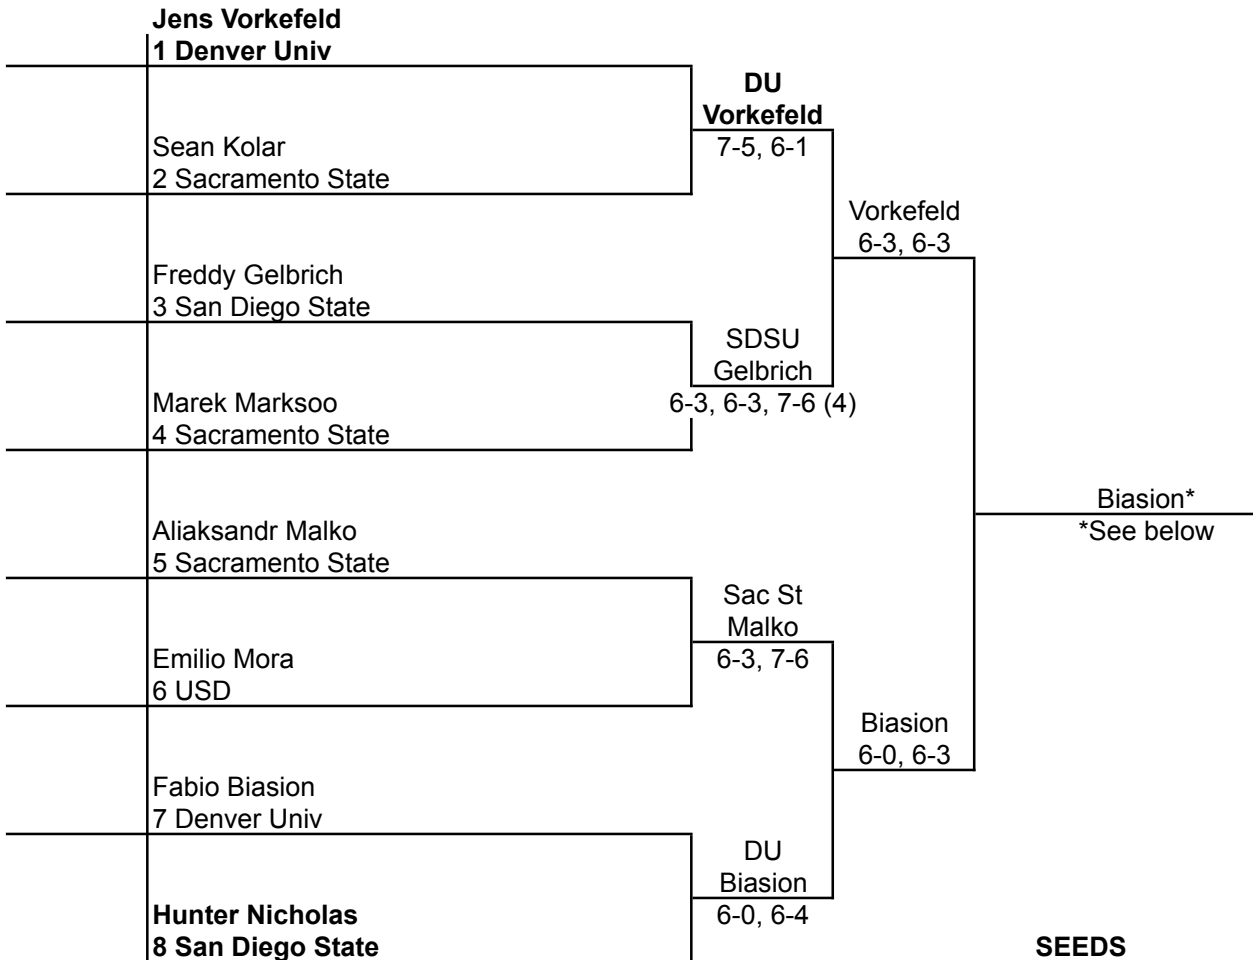 Jens Vorkefeld
1 Denver Univ
DU
Vorkefeld
7-5, 6-1
Sean Kolar
2 Sacramento State
Vorkefeld
6-3, 6-3
Freddy Gelbrich
3 San Diego State
SDSU
Gelbrich
6-3, 6-3, 7-6 (4)
Marek Marksoo
4 Sacramento State
Biasion*
*See below
Aliaksandr Malko
5 Sacramento State
Sac St
Malko
6-3, 7-6
Emilio Mora
6 USD
Biasion
6-0, 6-3
Fabio Biasion
7 Denver Univ
DU
Biasion
6-0, 6-4
Hunter Nicholas
8 San Diego State
SEEDS